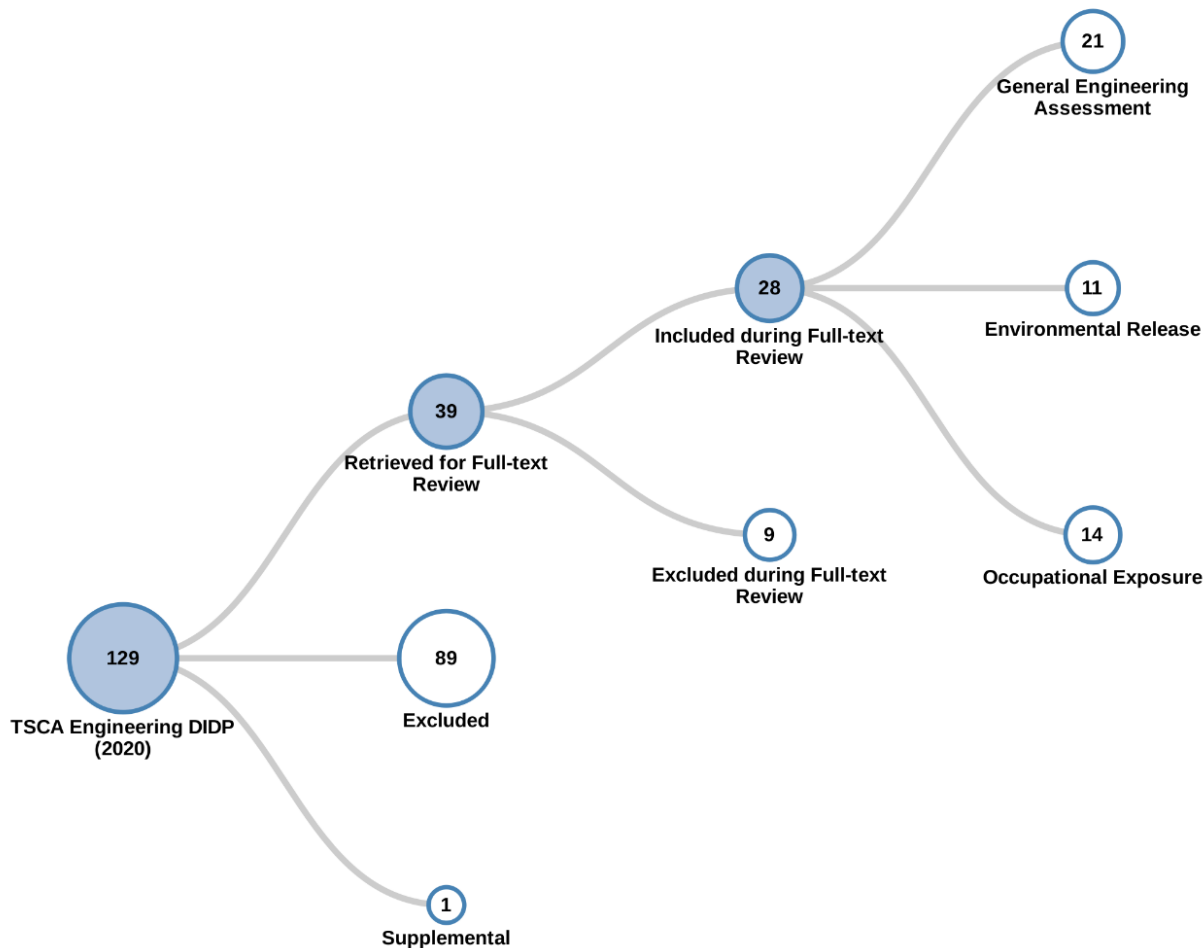 21
General Engineering
Assessment
28
Included during Full-text
Review
11
Environmental Release
39
Retrieved for Full-text
Review
9
Excluded during Full-text
Review
14
Occupational Exposure
129
TSCA Engineering DIDP
(2020)
89
Excluded
1
Supplemental